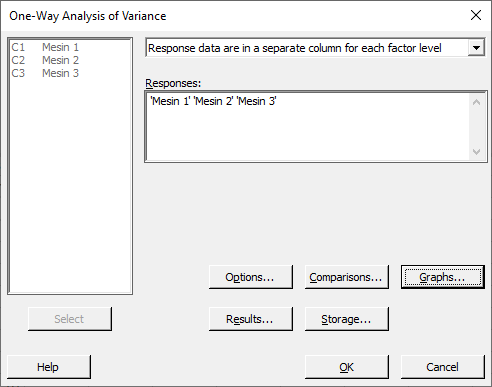 One-Way Analysis of Variance
C1 Mesin 1
C2 Mesin 2
C3 Mesin 3
Response data are in a separate column for each factor level
Responses:
'Mesin 1' 'Mesin 2' 'Mesin 3'
Options...
Comparisons...
Graphs...
Select
Results...
Storage...
Help
OK
Cancel